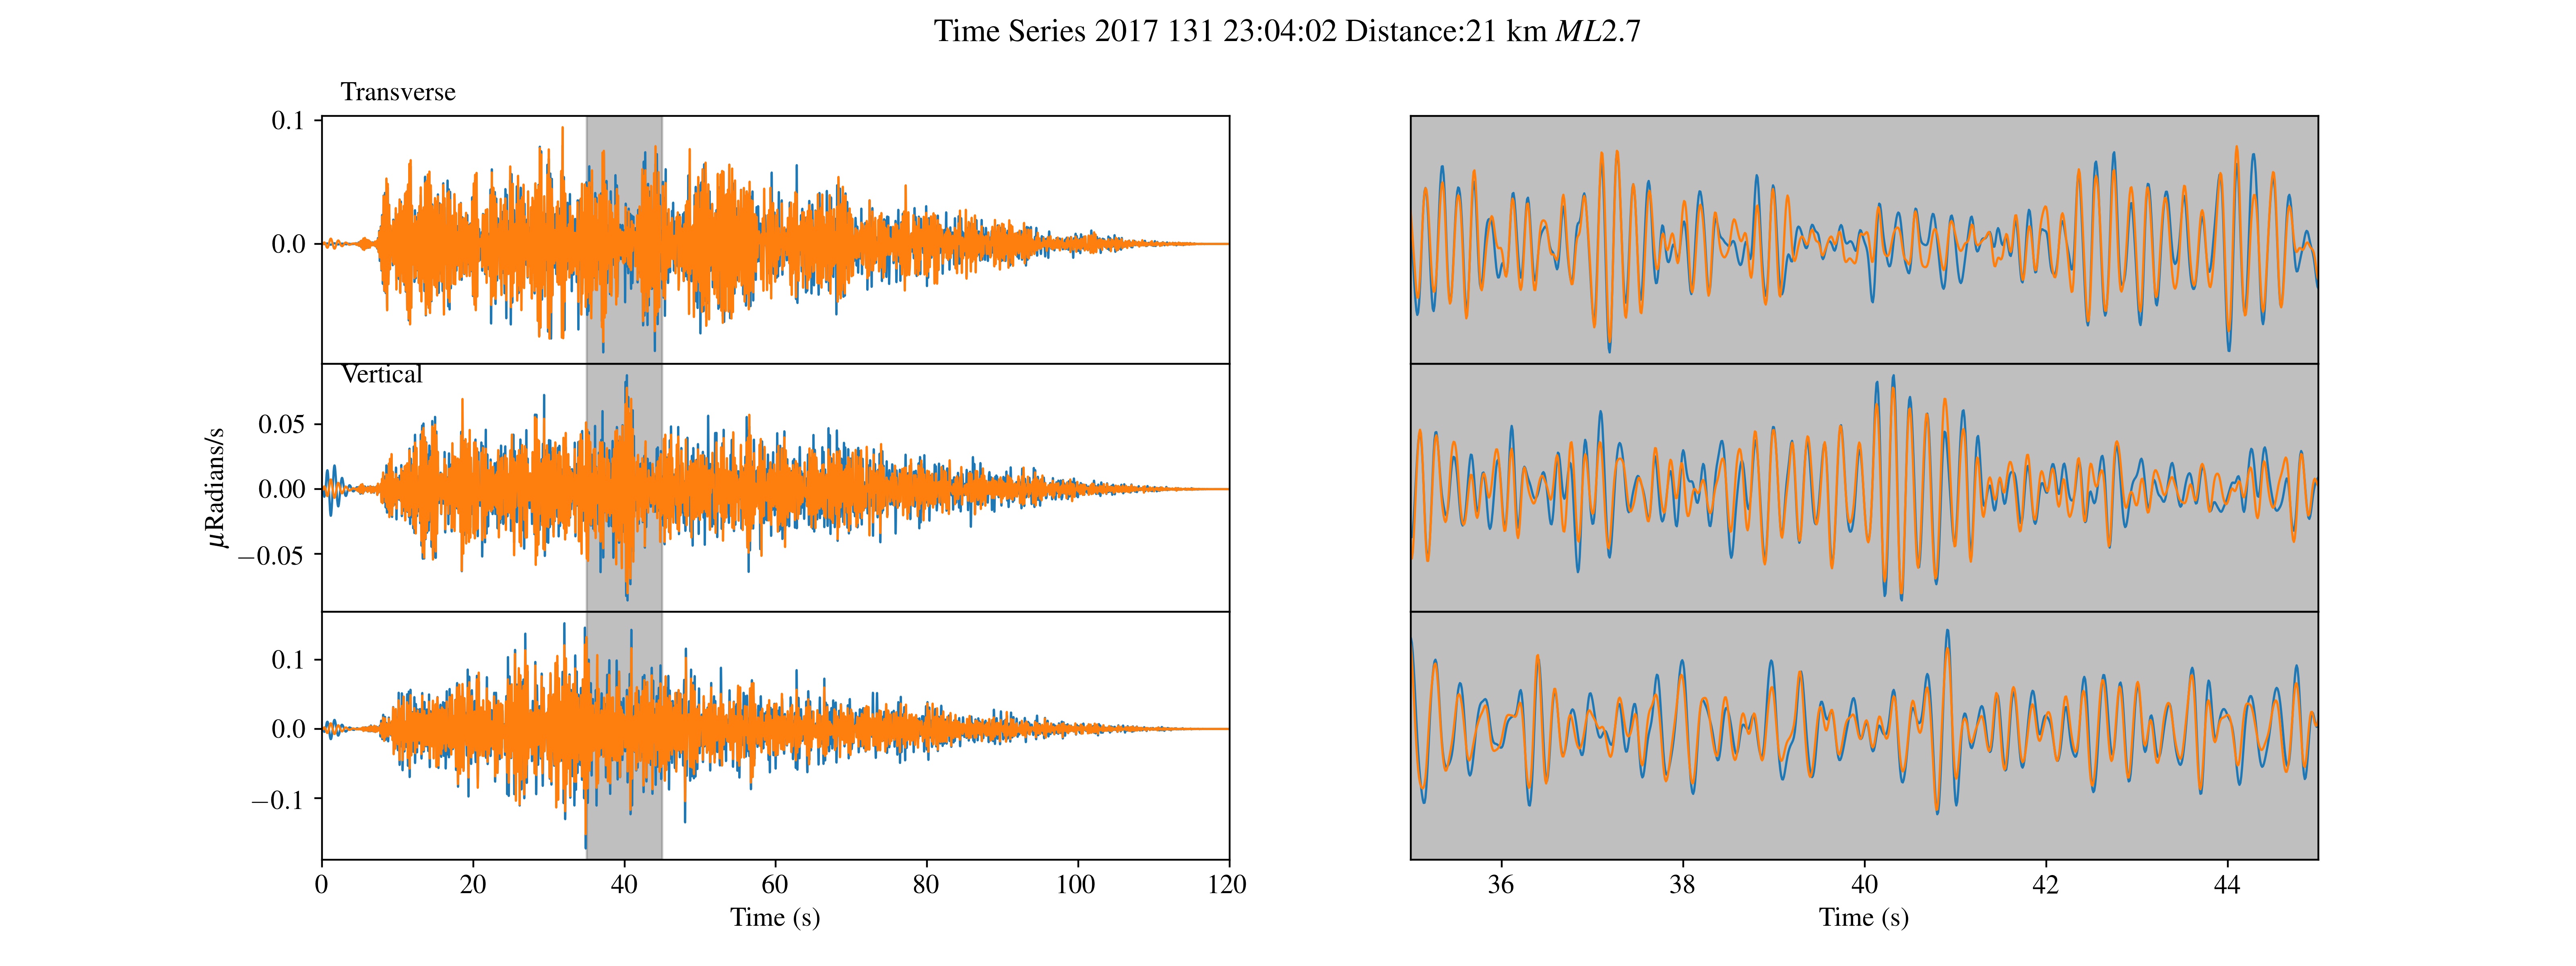 Time Series 2017 131 23:04:02 Distance:21 km ML2.7
Transverse
0.1
0.0
Vertical
0.05
0.00
−0.05
μRadians/s
0.1
0.0
−0.1
0 20 40 60 80 100 120
36 38 40 42 44
Time (s)
Time (s)